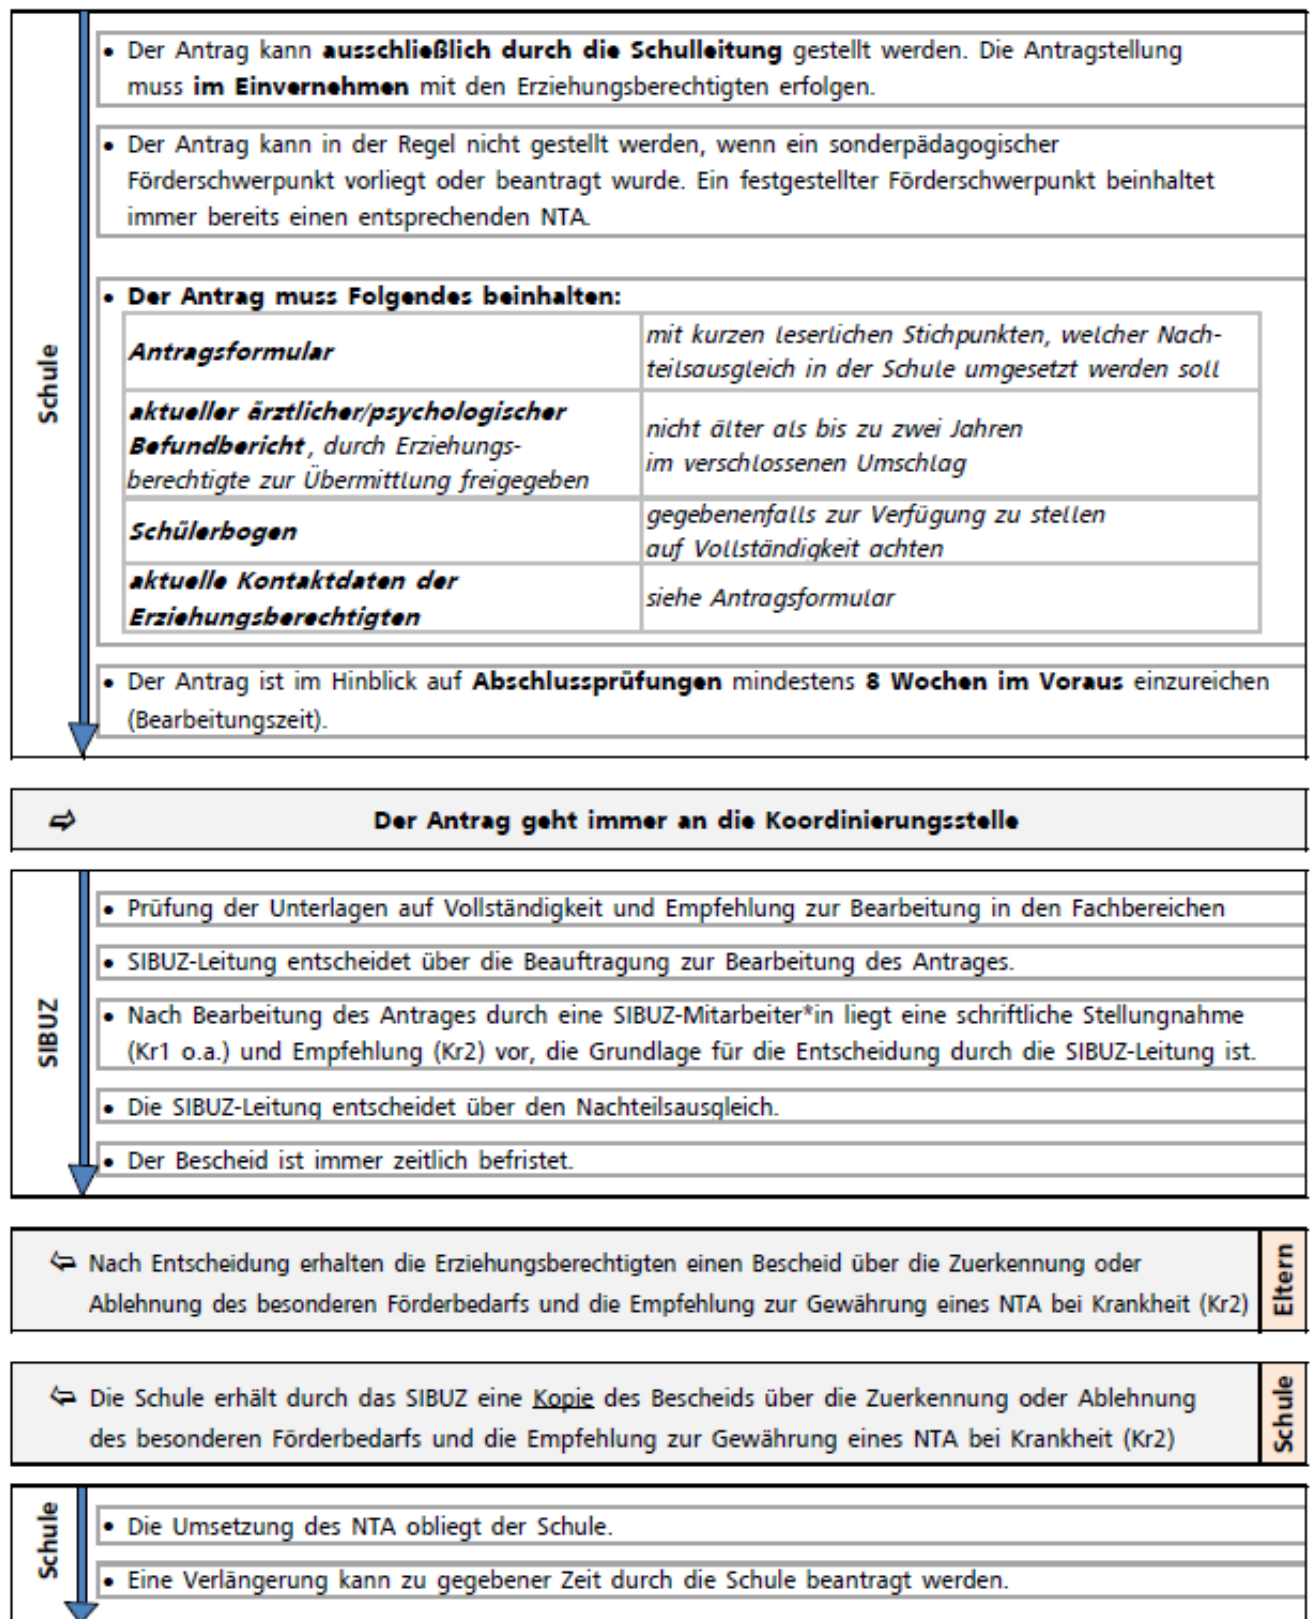 Schule
• Der Antrag kann ausschließlich durch die Schulleitung gestellt werden. Die Antragstellung
muss im Einvernehmen mit den Erziehungsberechtigten erfolgen.
• Der Antrag kann in der Regel nicht gestellt werden, wenn ein sonderpädagogischer
Förderschwerpunkt vorliegt oder beantragt wurde. Ein festgestellter Förderschwerpunkt beinhaltet
immer bereits einen entsprechenden NTA.
• Der Antrag muss Folgendes beinhalten:
Antragsformular
mit kurzen leserlichen Stichpunkten, welcher Nach-
teilsausgleich in der Schule umgesetzt werden soll
aktueller ärztlicher/psychologischer
Befundbericht, durch Erziehungs-
berechtigte zur Übermittlung freigegeben
nicht älter als bis zu zwei Jahren
im verschlossenen Umschlag
Schülerbogen
gegebenenfalls zur Verfügung zu stellen
auf Vollständigkeit achten
aktuelle Kontaktdaten der
Erziehungsberechtigten
siehe Antragsformular
• Der Antrag ist im Hinblick auf Abschlussprüfungen mindestens 8 Wochen im Voraus einzureichen
(Bearbeitungszeit).
⇨ Der Antrag geht immer an die Koordinierungsstelle
SIBUZ
• Prüfung der Unterlagen auf Vollständigkeit und Empfehlung zur Bearbeitung in den Fachbereichen
• SIBUZ-Leitung entscheidet über die Beauftragung zur Bearbeitung des Antrages.
• Nach Bearbeitung des Antrages durch eine SIBUZ-Mitarbeiter*in liegt eine schriftliche Stellungnahme
(Kr1 o.a.) und Empfehlung (Kr2) vor, die Grundlage für die Entscheidung durch die SIBUZ-Leitung ist.
• Die SIBUZ-Leitung entscheidet über den Nachteilsausgleich.
• Der Bescheid ist immer zeitlich befristet.
⇦ Nach Entscheidung erhalten die Erziehungsberechtigten einen Bescheid über die Zuerkennung oder
Ablehnung des besonderen Förderbedarfs und die Empfehlung zur Gewährung eines NTA bei Krankheit (Kr2)
Eltern
⇦ Die Schule erhält durch das SIBUZ eine Kopie des Bescheids über die Zuerkennung oder Ablehnung
des besonderen Förderbedarfs und die Empfehlung zur Gewährung eines NTA bei Krankheit (Kr2)
Schule
Schule
• Die Umsetzung des NTA obliegt der Schule.
• Eine Verlängerung kann zu gegebener Zeit durch die Schule beantragt werden.